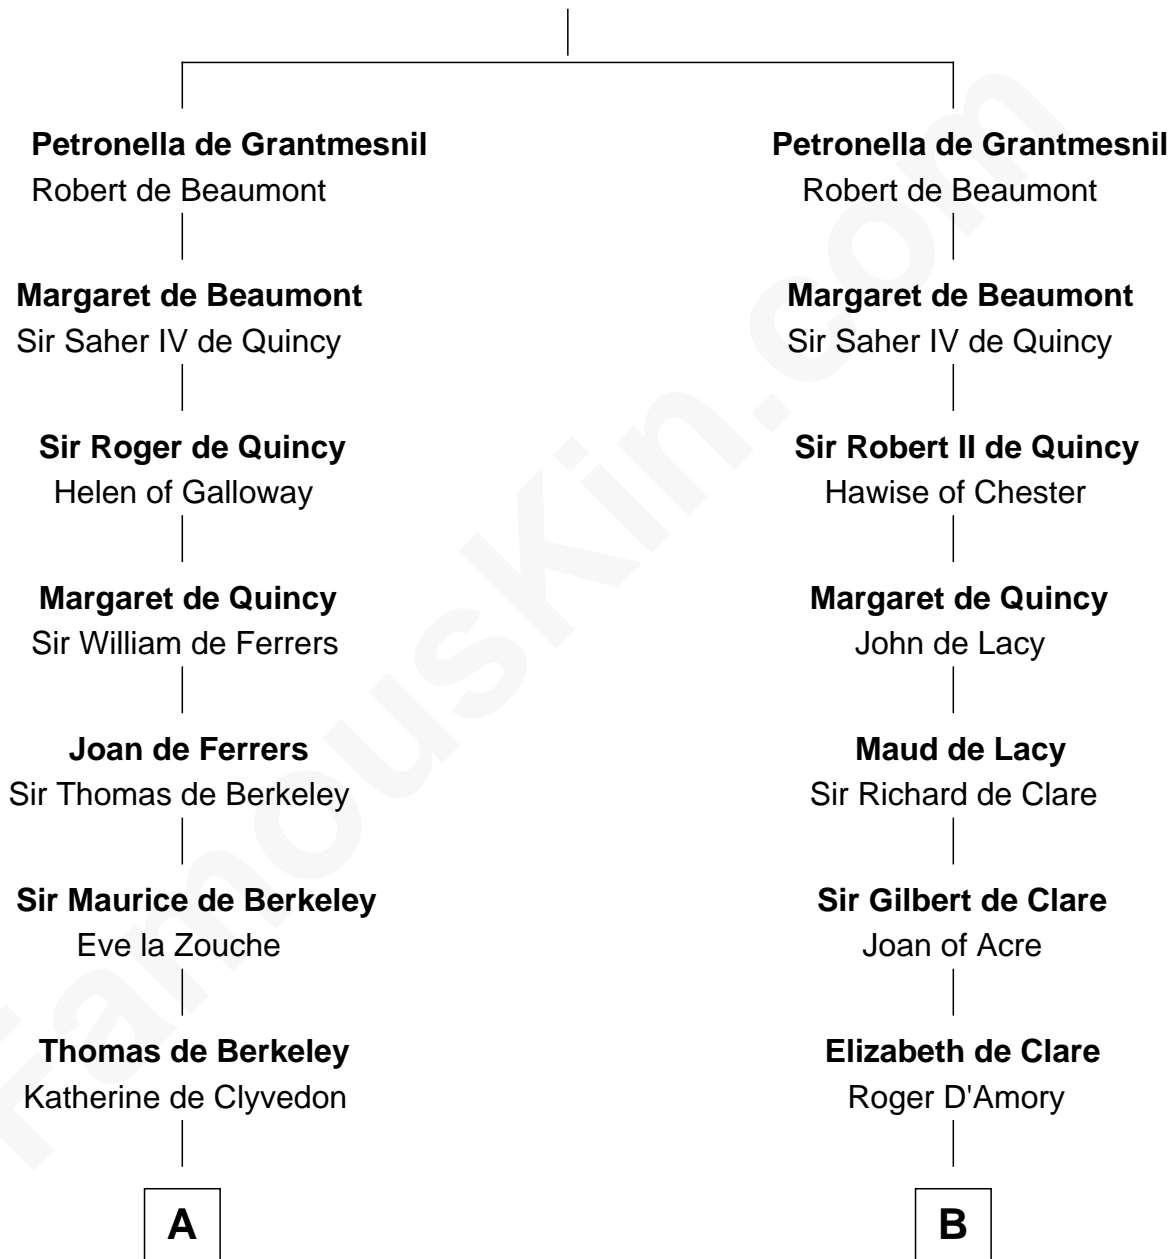 Petronella de Grantmesnil
Robert de Beaumont
Margaret de Beaumont
Sir Saher IV de Quincy
Sir Roger de Quincy
Helen of Galloway
Margaret de Quincy
Sir William de Ferrers
Joan de Ferrers
Sir Thomas de Berkeley
Sir Maurice de Berkeley
Eve la Zouche
Thomas de Berkeley
Katherine de Clyvedon
A
Petronella de Grantmesnil
Robert de Beaumont
Margaret de Beaumont
Sir Saher IV de Quincy
Sir Robert II de Quincy
Hawise of Chester
Margaret de Quincy
John de Lacy
Maud de Lacy
Sir Richard de Clare
Sir Gilbert de Clare
Joan of Acre
Elizabeth de Clare
Roger D'Amory
B
FamousKin.com